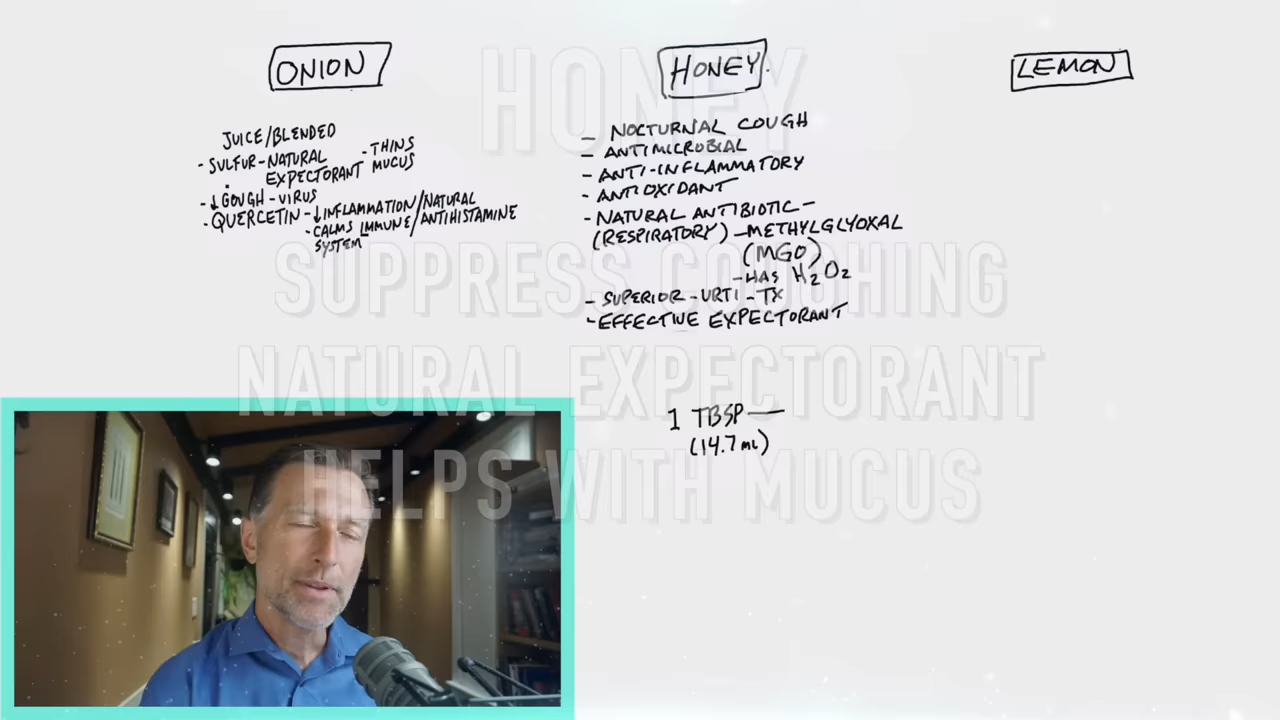 ONION
JUICE/BLENDED
- SULFUR-NATURAL EXPECTORANT
- THINS MUCUS
- ↓ COUGH - VIRUS
- QUERCETIN - ↓ INFLAMMATION/NATURAL ANTIHISTAMINE
- CALMS IMMUNE/ SYSTEM
HONEY
- NOCTURNAL COUGH
- ANTIMICROBIAL
- ANTI-INFLAMMATORY
- ANTIOXIDANT
- NATURAL ANTIBIOTIC -
(RESPIRATORY) - METHYLGLYOXAL
(MGO)
- HAS H₂O₂
- SUPERIOR - URTI - TX
- EFFECTIVE EXPECTORANT
1 TBSP —
(14.7 ml)
LEMON
HONEY
SUPPRESS COUGHING
NATURAL EXPECTORANT
HELPS WITH MUCUS